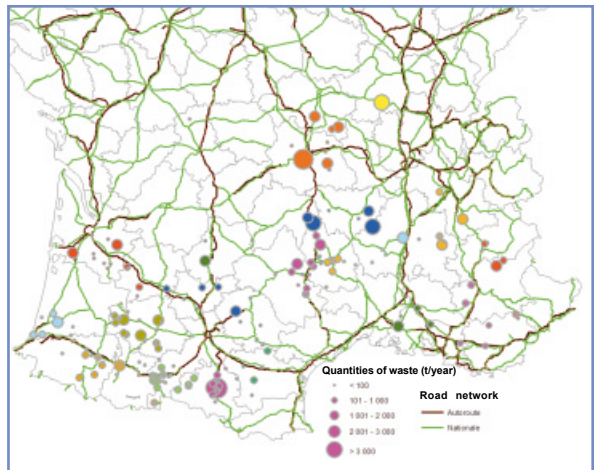 Quantities of waste (t/year)
< 100
101 - 1 000
1 001 - 2 000
2 001 - 3 000
> 3 000
Road network
Autoroute
Nationale